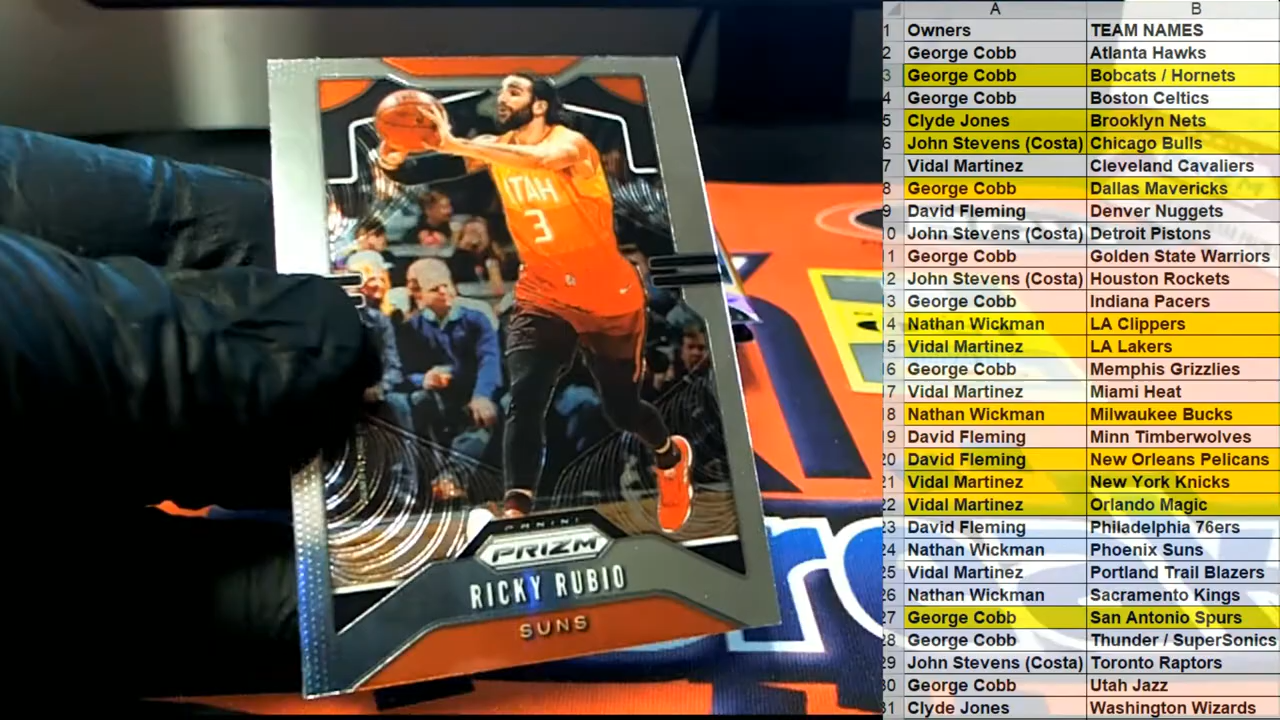 UTAH
3
PANINI
PRIZM
RICKY RUBIO
SUNS
A B
1 Owners TEAM NAMES
2 George Cobb Atlanta Hawks
3 George Cobb Bobcats / Hornets
4 George Cobb Boston Celtics
5 Clyde Jones Brooklyn Nets
6 John Stevens (Costa) Chicago Bulls
7 Vidal Martinez Cleveland Cavaliers
8 George Cobb Dallas Mavericks
9 David Fleming Denver Nuggets
10 John Stevens (Costa) Detroit Pistons
11 George Cobb Golden State Warriors
12 John Stevens (Costa) Houston Rockets
13 George Cobb Indiana Pacers
14 Nathan Wickman LA Clippers
15 Vidal Martinez LA Lakers
16 George Cobb Memphis Grizzlies
17 Vidal Martinez Miami Heat
18 Nathan Wickman Milwaukee Bucks
19 David Fleming Minn Timberwolves
20 David Fleming New Orleans Pelicans
21 Vidal Martinez New York Knicks
22 Vidal Martinez Orlando Magic
23 David Fleming Philadelphia 76ers
24 Nathan Wickman Phoenix Suns
25 Vidal Martinez Portland Trail Blazers
26 Nathan Wickman Sacramento Kings
27 George Cobb San Antonio Spurs
28 George Cobb Thunder / SuperSonics
29 John Stevens (Costa) Toronto Raptors
30 George Cobb Utah Jazz
31 Clyde Jones Washington Wizards